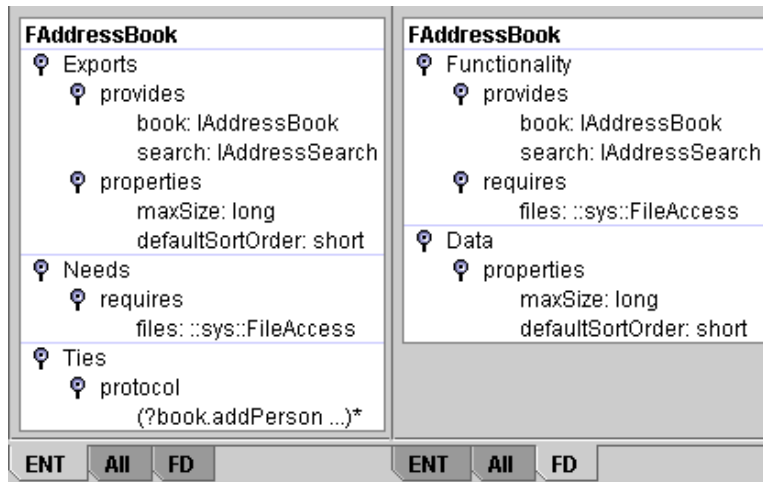 FAddressBook
Exports
provides
book: IAddressBook
search: IAddressSearch
properties
maxSize: long
defaultSortOrder: short
Needs
requires
files: ::sys::FileAccess
Ties
protocol
(?book.addPerson ...)*
ENT All FD
FAddressBook
Functionality
provides
book: IAddressBook
search: IAddressSearch
requires
files: ::sys::FileAccess
Data
properties
maxSize: long
defaultSortOrder: short
ENT All FD